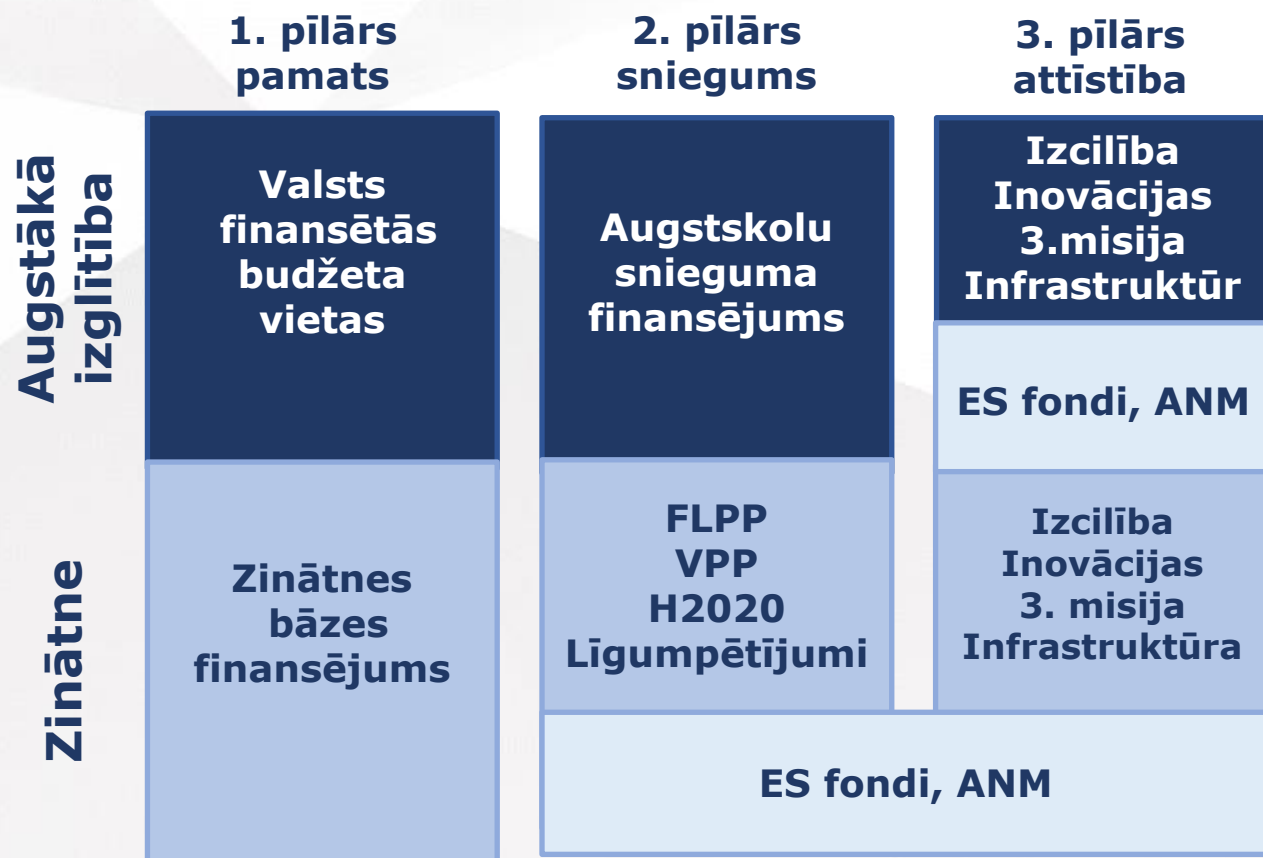 1. pīlārs
pamats
2. pīlārs
sniegums
3. pīlārs
attīstība
Augstākā
izglītība
Valsts
finansētās
budžeta
vietas
Augstskolu
snieguma
finansējums
Izcilība
Inovācijas
3.misija
Infrastruktūr
ES fondi, ANM
Zinātne
Zinātnes
bāzes
finansējums
FLPP
VPP
H2020
Līgumpētījumi
Izcilība
Inovācijas
3. misija
Infrastruktūra
ES fondi, ANM